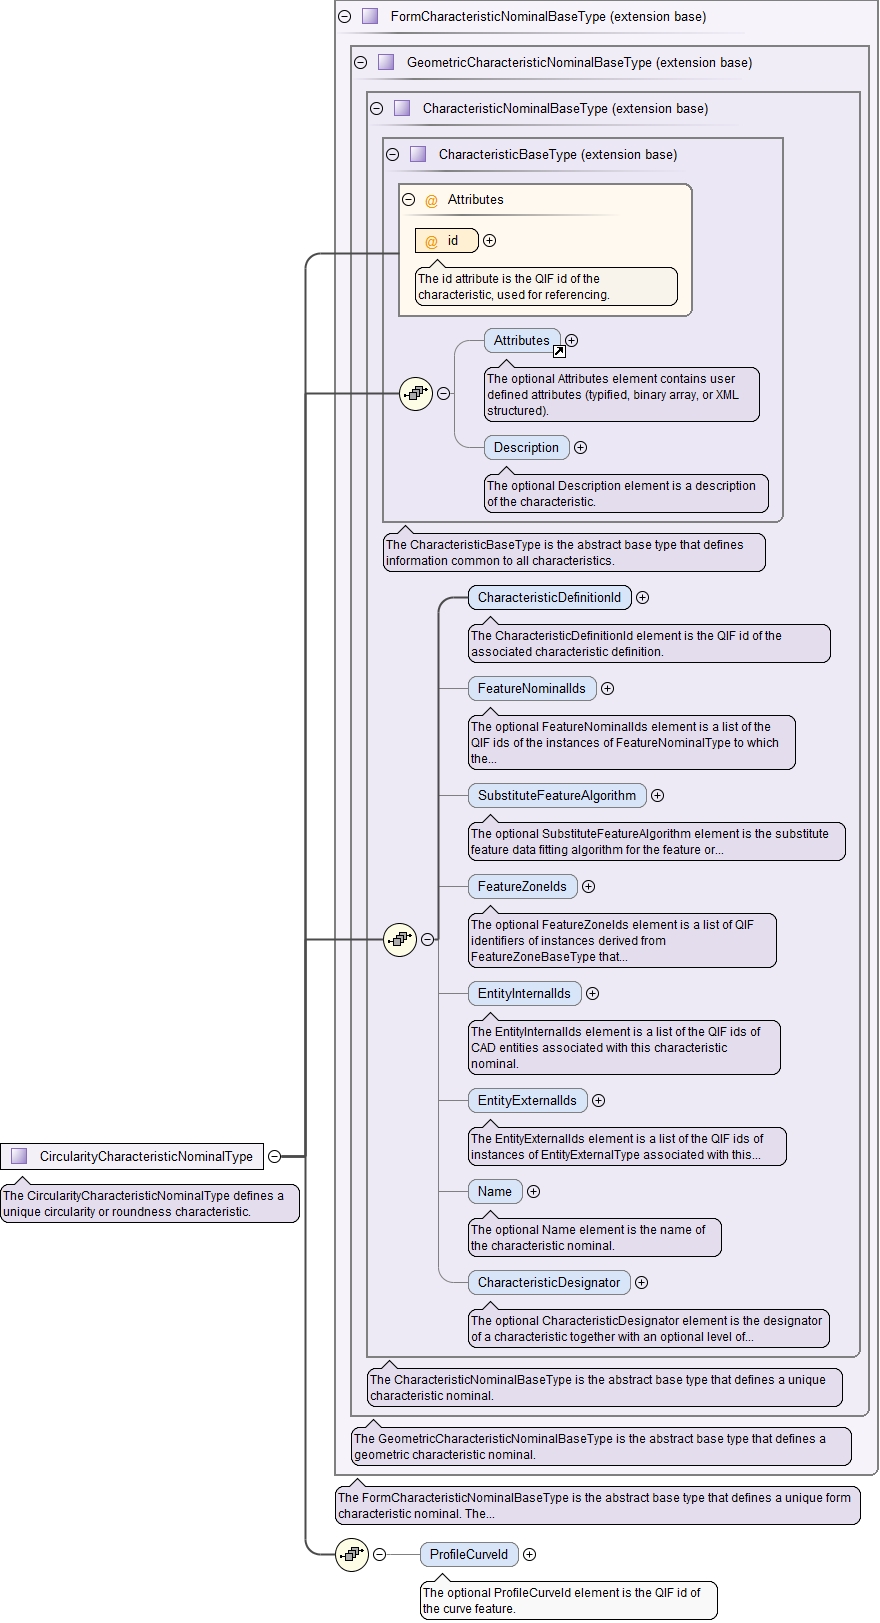 FormCharacteristicNominalBaseType (extension base)
GeometricCharacteristicNominalBaseType (extension base)
CharacteristicNominalBaseType (extension base)
CharacteristicBaseType (extension base)
@ Attributes
@ id
The id attribute is the QIF id of the
characteristic, used for referencing.
Attributes
The optional Attributes element contains user
defined attributes (typified, binary array, or XML
structured).
Description
The optional Description element is a description
of the characteristic.
The CharacteristicBaseType is the abstract base type that defines
information common to all characteristics.
CharacteristicDefinitionId
The CharacteristicDefinitionId element is the QIF id of the
associated characteristic definition.
FeatureNominalIds
The optional FeatureNominalIds element is a list of the
QIF ids of the instances of FeatureNominalType to which
the...
SubstituteFeatureAlgorithm
The optional SubstituteFeatureAlgorithm element is the substitute
feature data fitting algorithm for the feature or...
FeatureZoneIds
The optional FeatureZoneIds element is a list of QIF
identifiers of instances derived from
FeatureZoneBaseType that...
EntityInternalIds
The EntityInternalIds element is a list of the QIF ids of
CAD entities associated with this characteristic
nominal.
EntityExternalIds
The EntityExternalIds element is a list of the QIF ids of
instances of EntityExternalType associated with this...
Name
The optional Name element is the name of
the characteristic nominal.
CharacteristicDesignator
The optional CharacteristicDesignator element is the designator
of a characteristic together with an optional level of...
The CharacteristicNominalBaseType is the abstract base type that defines a unique
characteristic nominal.
The GeometricCharacteristicNominalBaseType is the abstract base type that defines a
geometric characteristic nominal.
The FormCharacteristicNominalBaseType is the abstract base type that defines a unique form
characteristic nominal. The...
CircularityCharacteristicNominalType
The CircularityCharacteristicNominalType defines a
unique circularity or roundness characteristic.
ProfileCurveId
The optional ProfileCurveId element is the QIF id of
the curve feature.